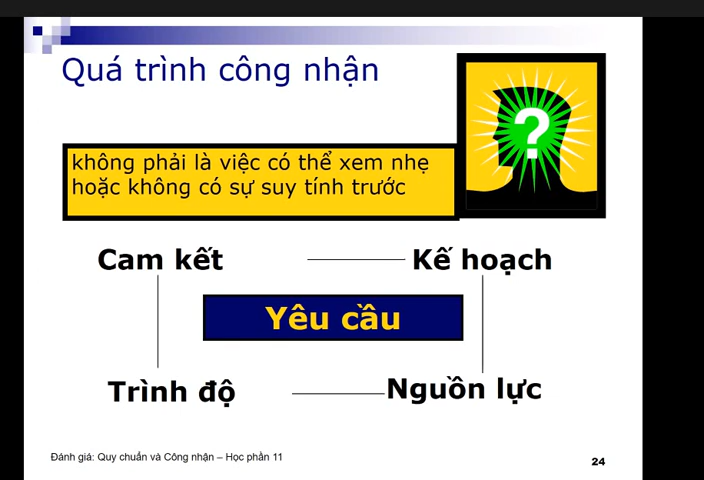 Quá trình công nhận
?
không phải là việc có thể xem nhẹ
hoặc không có sự suy tính trước
Cam kết
Kế hoạch
Yêu cầu
Trình độ
Nguồn lực
Đánh giá: Quy chuẩn và Công nhận – Học phần 11
24